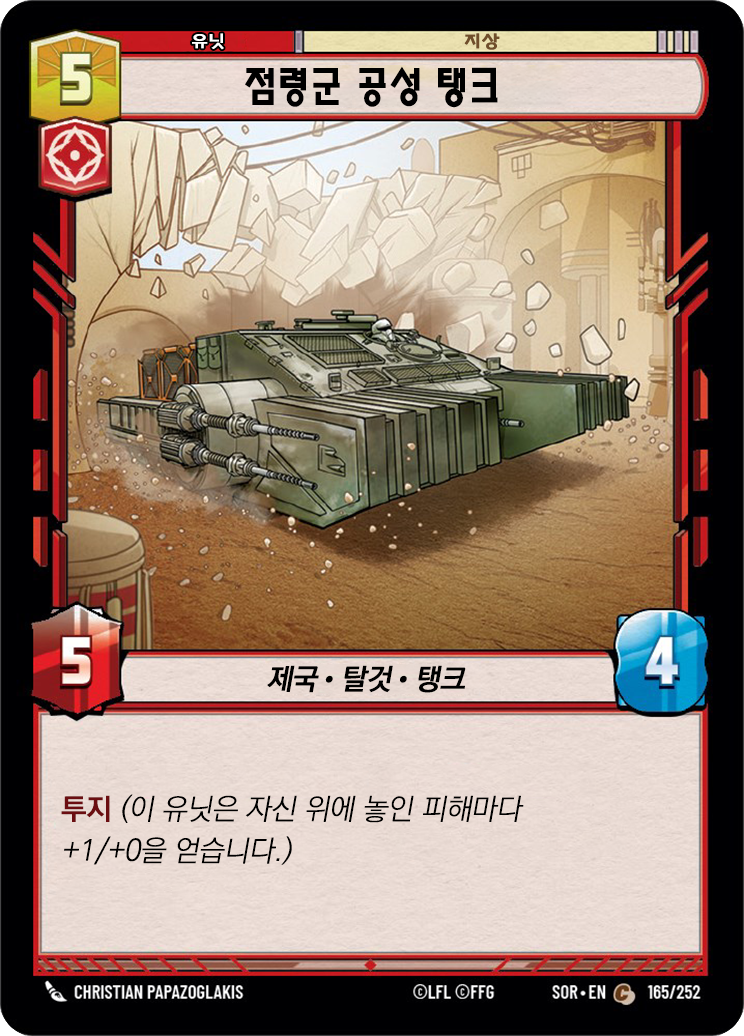 유닛
지상
5
점령군 공성 탱크
5
제국 • 탈것 • 탱크
4
투지 (이 유닛은 자신 위에 놓인 피해마다
+1/+0을 얻습니다.)
CHRISTIAN PAPAZOGLAKIS
©LFL ©FFG
SOR • EN C 165/252